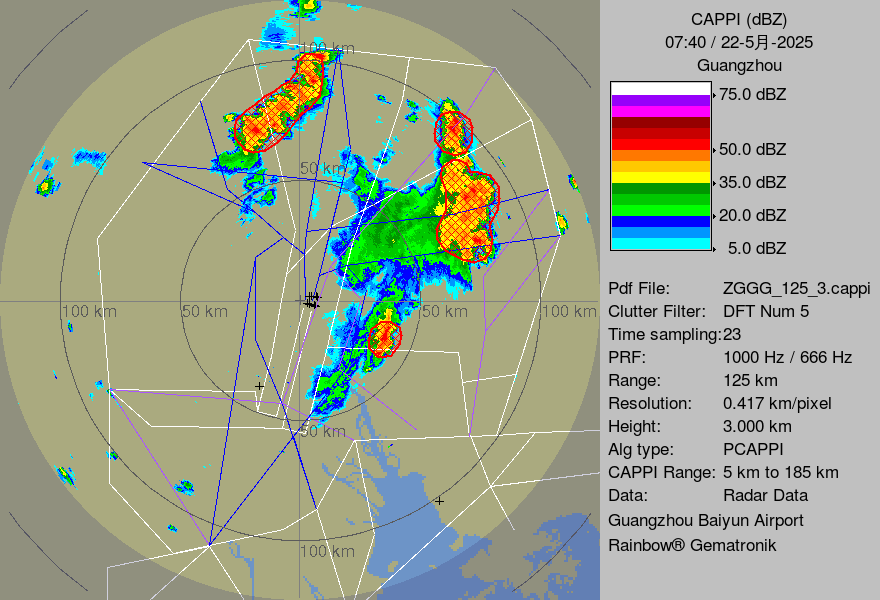 100 km
50 km
100 km
50 km
50 km
100 km
50 km
100 km
CAPPI (dBZ)
07:40 / 22-5月-2025
Guangzhou
75.0 dBZ
50.0 dBZ
35.0 dBZ
20.0 dBZ
5.0 dBZ
Pdf File: ZGGG_125_3.cappi
Clutter Filter: DFT Num 5
Time sampling:23
PRF: 1000 Hz / 666 Hz
Range: 125 km
Resolution: 0.417 km/pixel
Height: 3.000 km
Alg type: PCAPPI
CAPPI Range: 5 km to 185 km
Data: Radar Data
Guangzhou Baiyun Airport
Rainbow® Gematronik